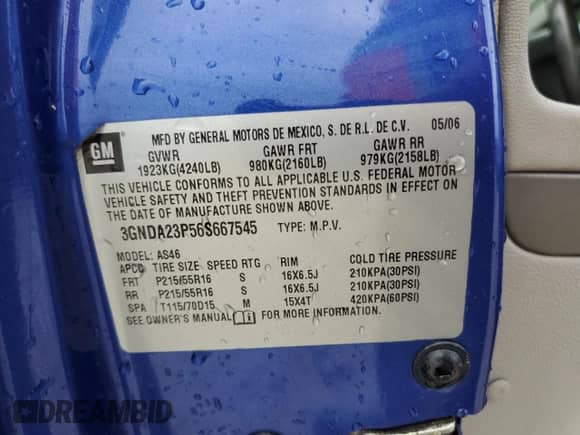 GM
MFD BY GENERAL MOTORS DE MEXICO, S. DE R.L. DE C.V. 05/06
GVWR GAWR FRT GAWR RR
1923KG(4240LB) 980KG(2160LB) 979KG(2158LB)
THIS VEHICLE CONFORMS TO ALL APPLICABLE U.S. FEDERAL MOTOR
VEHICLE SAFETY AND THEFT PREVENTION STANDARDS IN EFFECT ON
THE DATE OF MANUFACTURE SHOWN ABOVE.
3GNDA23P56S667545 TYPE: M.P.V.
MODEL: AS46
APCO TIRE SIZE SPEED RTG RIM COLD TIRE PRESSURE
FRT P215/55R16 S 16X6.5J 210KPA(30PSI)
RR P215/55R16 S 16X6.5J 210KPA(30PSI)
SPA T115/70D15 M 15X4T 420KPA(60PSI)
SEE OWNER'S MANUAL FOR MORE INFORMATION.
DREAMBID